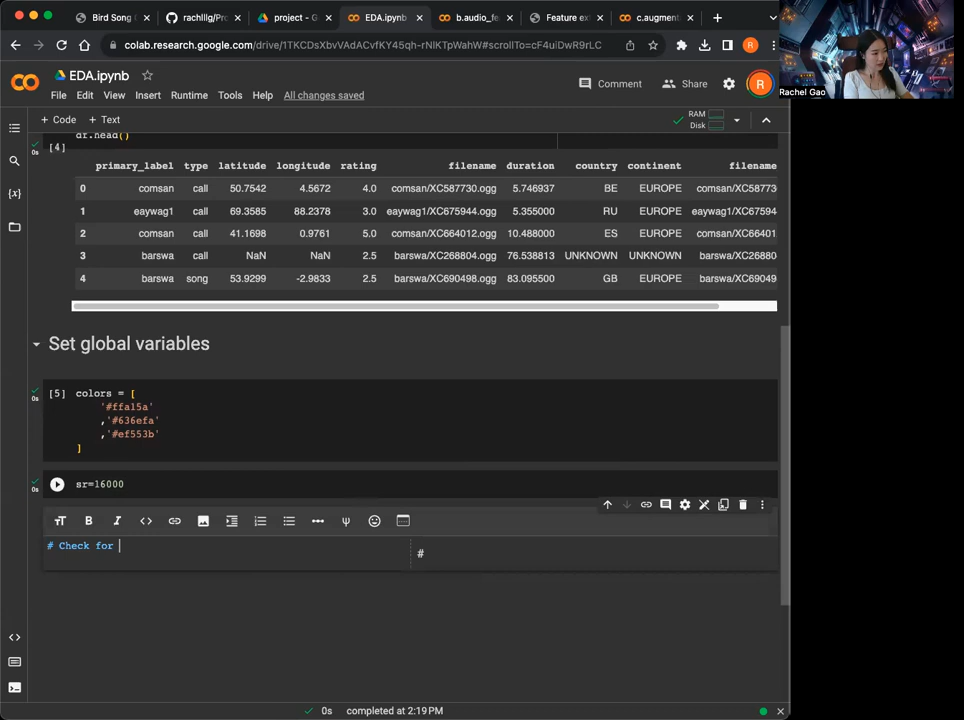 Bird Song C
rachlllg/Pro
project - G
EDA.ipynb
b.audio_fe
Feature ex
c.augment
colab.research.google.com/drive/1TKCDsXbvVAdACvfKY45qh-rNlKTpWahW#scrollTo=cF4uiDwR9rLC
R
Rachel Gao
EDA.ipynb
Comment
Share
R
File Edit View Insert Runtime Tools Help All changes saved
+ Code + Text
RAM
Disk
df.head()
0s
[4]
primary_label type latitude longitude rating filename duration country continent filename
0 comsan call 50.7542 4.5672 4.0 comsan/XC587730.ogg 5.746937 BE EUROPE comsan/XC58773
1 eaywag1 call 69.3585 88.2378 3.0 eaywag1/XC675944.ogg 5.355000 RU EUROPE eaywag1/XC67594
2 comsan call 41.1698 0.9761 5.0 comsan/XC664012.ogg 10.488000 ES EUROPE comsan/XC66401
3 barswa call NaN NaN 2.5 barswa/XC268804.ogg 76.538813 UNKNOWN UNKNOWN barswa/XC26880
4 barswa song 53.9299 -2.9833 2.5 barswa/XC690498.ogg 83.095500 GB EUROPE barswa/XC69049
Set global variables
[5] colors = [
0s
'#ffa15a'
,'#636efa'
,'#ef553b'
]
sr=16000
0s
# Check for
#
0s completed at 2:19 PM